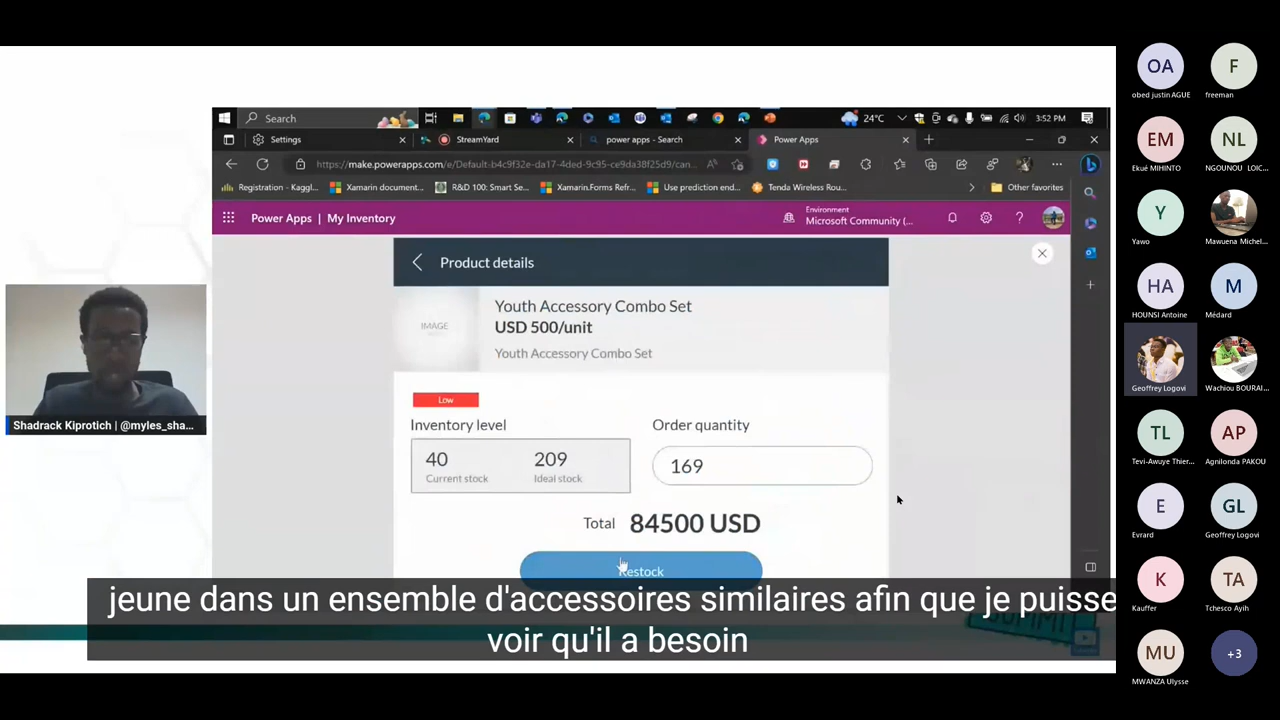 Search
24°C
3:52 PM
Settings
StreamYard
power apps - Search
Power Apps
https://make.powerapps.com/e/Default-b4c9f32e-da17-4ded-9c95-ce9da38f25d9/can...
Registration - Kaggl...
Xamarin document...
R&D 100: Smart Se...
Xamarin.Forms Refr...
Use prediction end...
Tenda Wireless Rou...
Other favorites
Power Apps | My Inventory
Environment
Microsoft Community (...
Product details
IMAGE
Youth Accessory Combo Set
USD 500/unit
Youth Accessory Combo Set
Low
Inventory level
Order quantity
40
209
169
Current stock
Ideal stock
Total 84500 USD
Restock
Shadrack Kiprotich | @myles_sha...
jeune dans un ensemble d'accessoires similaires afin que je puisse
voir qu'il a besoin
OA
F
obed justin AGUE
freeman
EM
NL
Ekué MIHINTO
NGOUNOU LOIC...
Y
Yawo
Mawuena Michel...
HA
M
HOUNSI Antoine
Médard
Geoffrey Logovi
Wachiou BOURAI...
TL
AP
Tevi-Awuye Thier...
Agnilonda PAKOU
E
GL
Evrard
Geoffrey Logovi
K
TA
Kauffer
Tchesco Ayih
MU
+3
MWANZA Ulysse